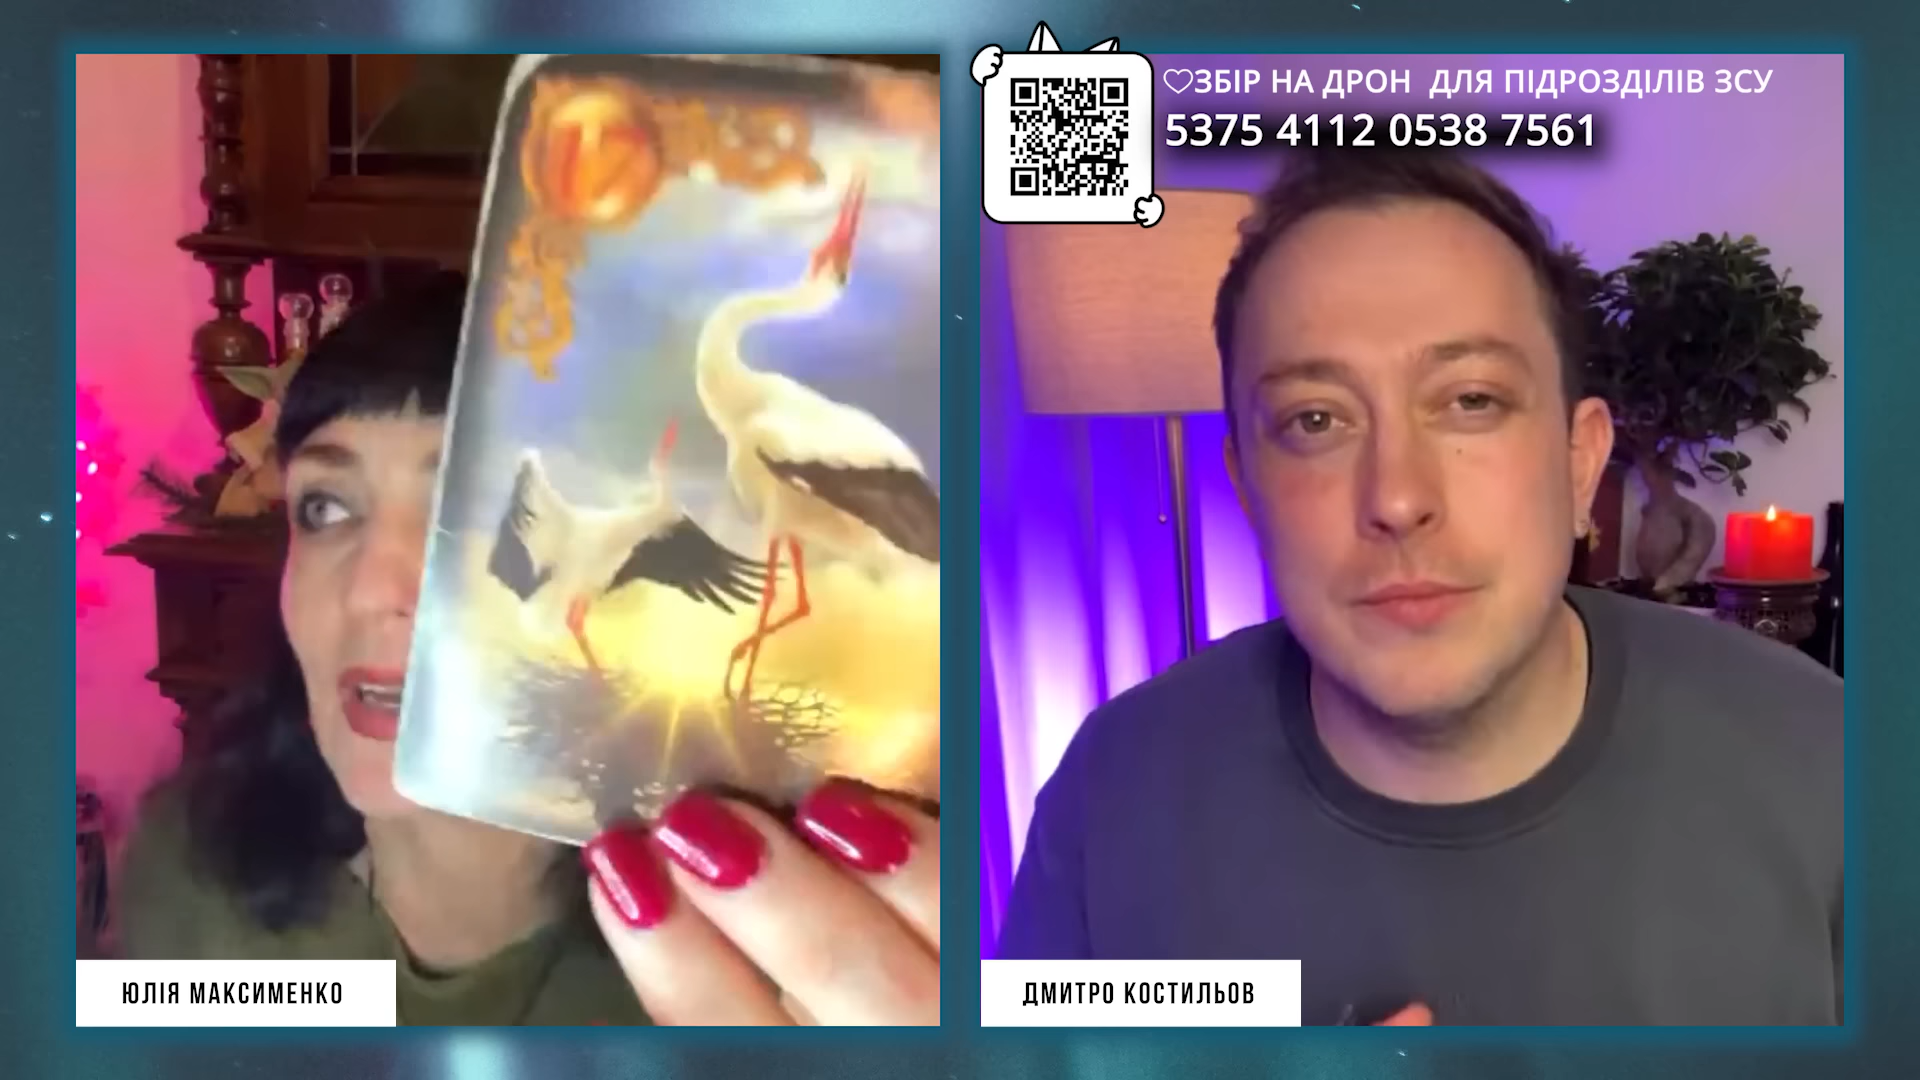 ♡ЗБІР НА ДРОН ДЛЯ ПІДРОЗДІЛІВ ЗСУ
5375 4112 0538 7561
ЮЛІЯ МАКСИМЕНКО
ДМИТРО КОСТИЛЬОВ